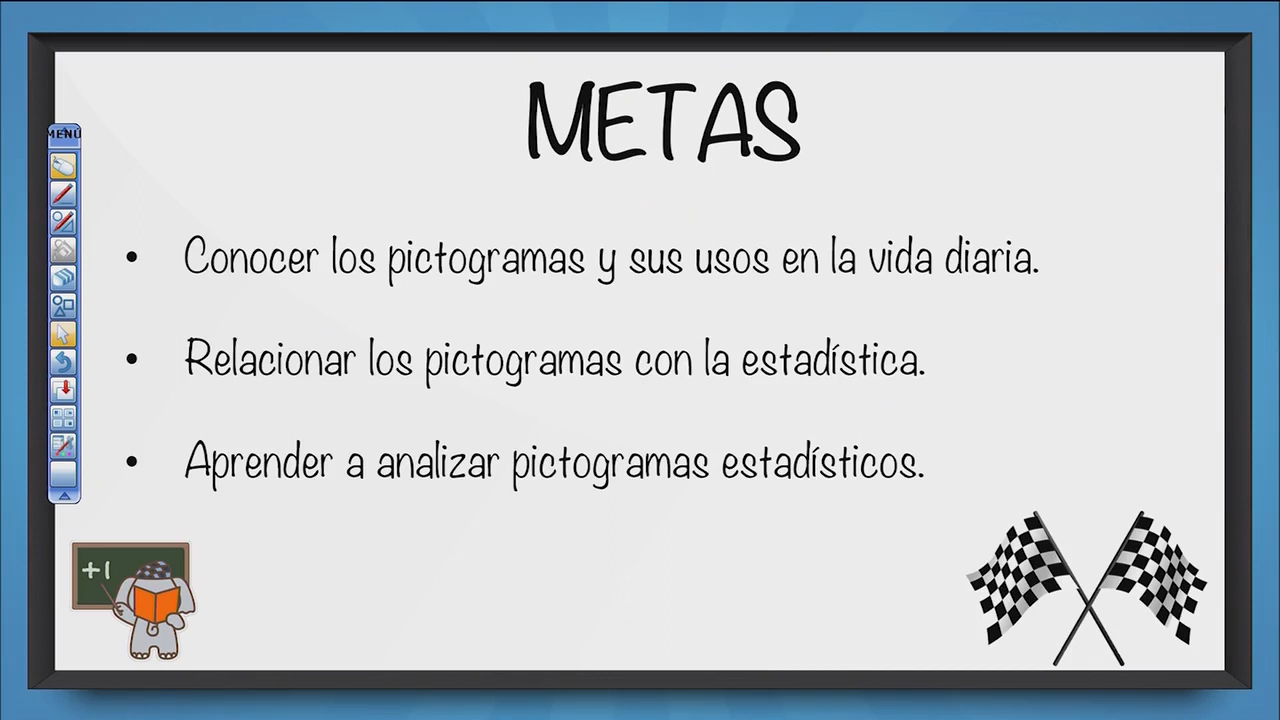 METAS
MENÚ
• Conocer los pictogramas y sus usos en la vida diaria.
• Relacionar los pictogramas con la estadística.
• Aprender a analizar pictogramas estadísticos.
+1